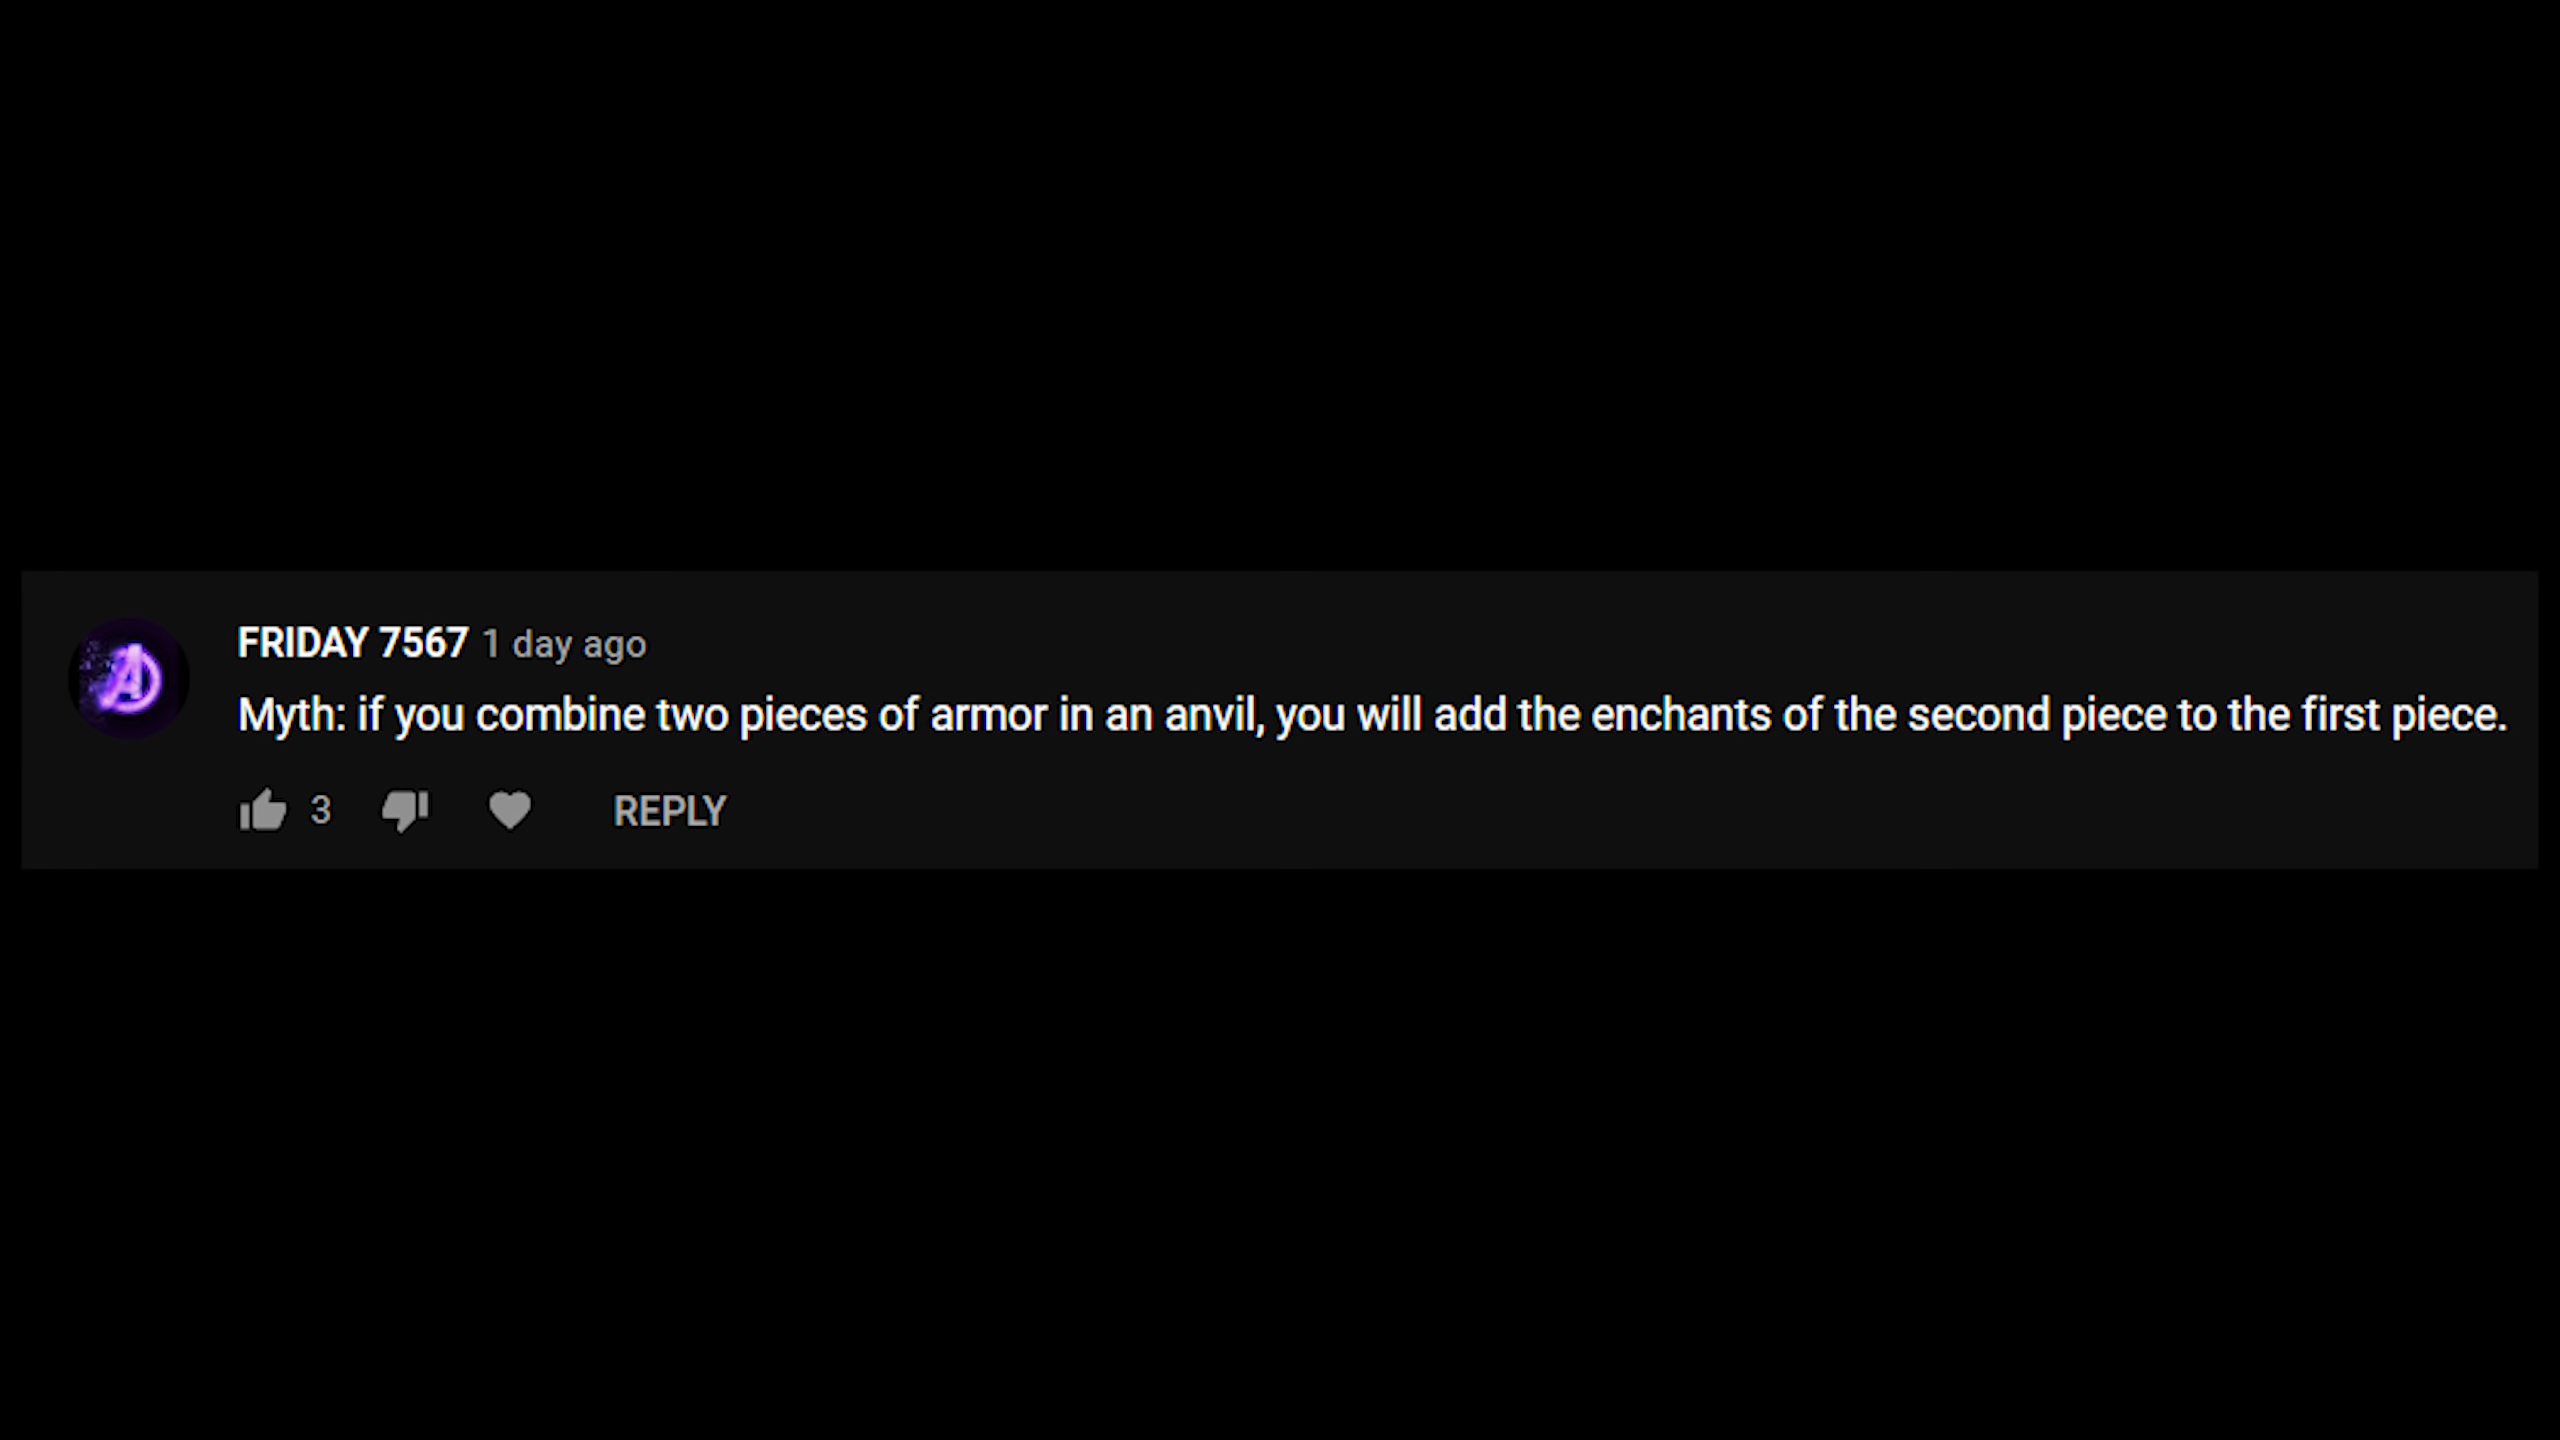 FRIDAY 7567 1 day ago
Myth: if you combine two pieces of armor in an anvil, you will add the enchants of the second piece to the first piece.
3 REPLY